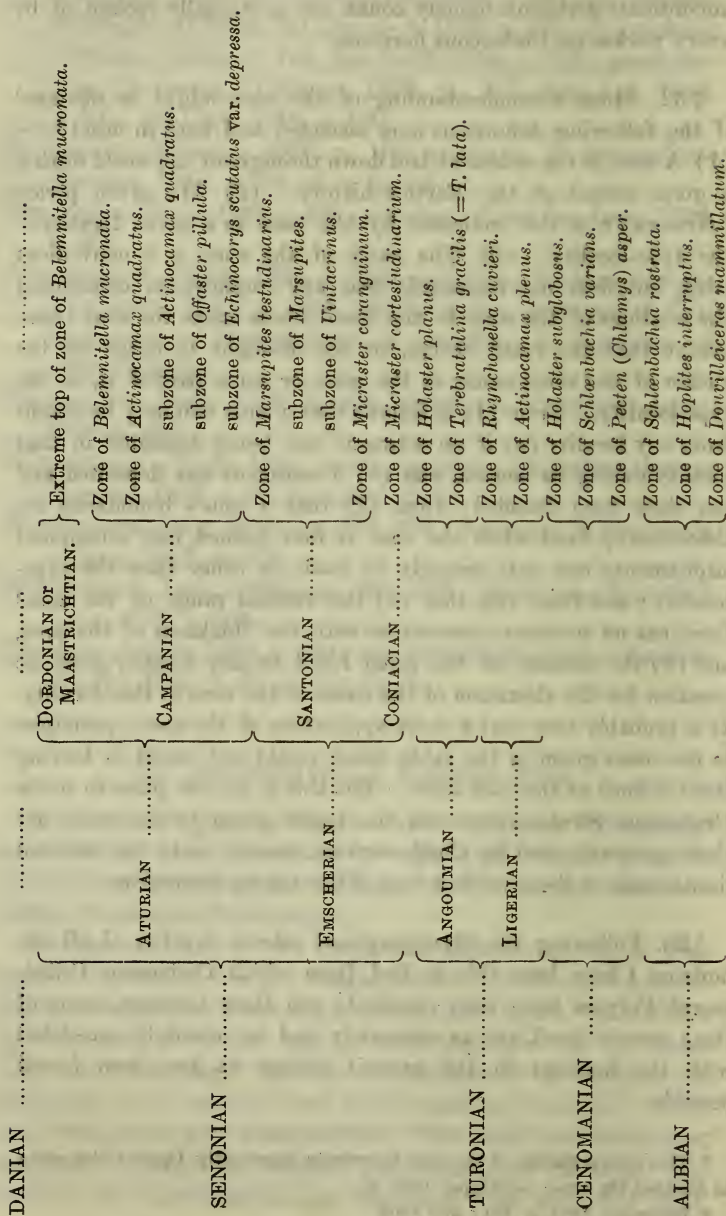 DANIAN .................... .................... ....................
SENONIAN ....................
ATURIAN ..........
DORDONIAN or
MAASTRICHTIAN.
Extreme top of zone of Belemnitella mucronata.
CAMPANIAN ..........
Zone of Belemnitella mucronata.
Zone of Actinocamax quadratus.
subzone of Actinocamax quadratus.
subzone of Offaster pillula.
subzone of Echinocorys scutatus var. depressa.
EMSCHERIAN ..........
SANTONIAN ..........
Zone of Marsupites testudinarius.
subzone of Marsupites.
subzone of Uintacrinus.
Zone of Micraster coranguinum.
CONIACIAN ............
Zone of Micraster cortestudinarium.
TURONIAN ....................
ANGOUMIAN ..........
Zone of Holaster planus.
Zone of Terebratulina gracilis (=T. lata).
LIGERIAN ..........
Zone of Rhynchonella cuvieri.
Zone of Actinocamax plenus.
CENOMANIAN ....................
Zone of Holaster subglobosus.
Zone of Schlœnbachia varians.
Zone of Pecten (Chlamys) asper.
ALBIAN ....................
Zone of Schlœnbachia rostrata.
Zone of Hoplites interruptus.
Zone of Douvilleiceras mammillatum.